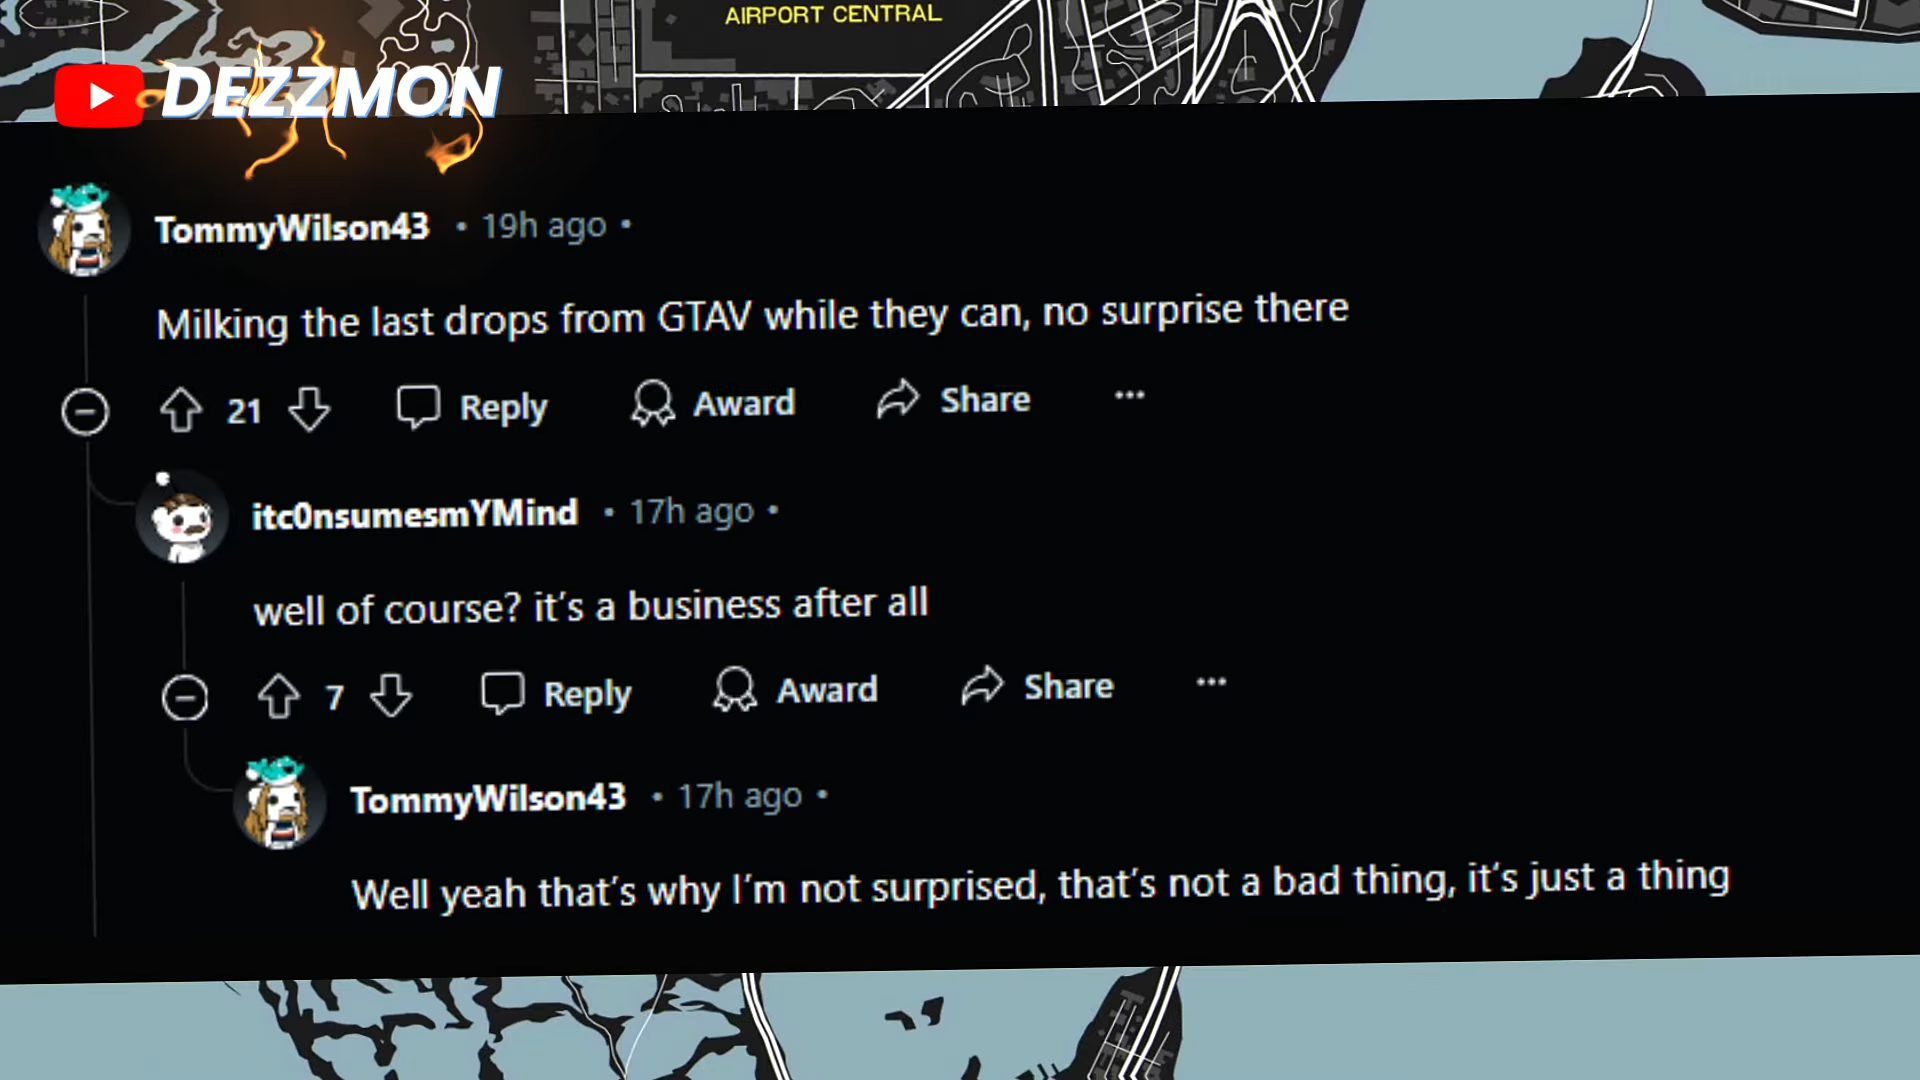 AIRPORT CENTRAL
DEZZMON
TommyWilson43 • 19h ago •
Milking the last drops from GTAV while they can, no surprise there
21 Reply Award Share ···
itc0nsumesmYMind • 17h ago •
well of course? it's a business after all
7 Reply Award Share ···
TommyWilson43 • 17h ago •
Well yeah that's why I'm not surprised, that's not a bad thing, it's just a thing